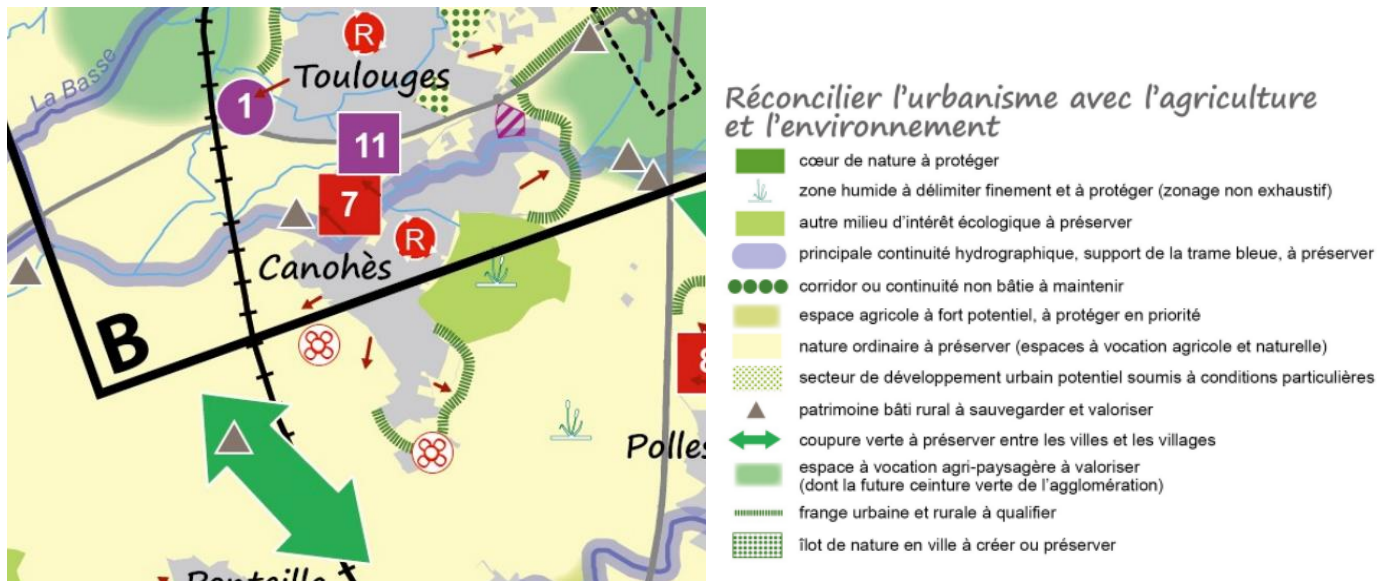 R
Toulouges
La Basse
1
11
7
R
Canohès
B
8
Polles
Ponteilla
Réconcilier l'urbanisme avec l'agriculture
et l'environnement
cœur de nature à protéger
zone humide à délimiter finement et à protéger (zonage non exhaustif)
autre milieu d'intérêt écologique à préserver
principale continuité hydrographique, support de la trame bleue, à préserver
corridor ou continuité non bâtie à maintenir
espace agricole à fort potentiel, à protéger en priorité
nature ordinaire à préserver (espaces à vocation agricole et naturelle)
secteur de développement urbain potentiel soumis à conditions particulières
patrimoine bâti rural à sauvegarder et valoriser
coupure verte à préserver entre les villes et les villages
espace à vocation agri-paysagère à valoriser
(dont la future ceinture verte de l'agglomération)
frange urbaine et rurale à qualifier
îlot de nature en ville à créer ou préserver